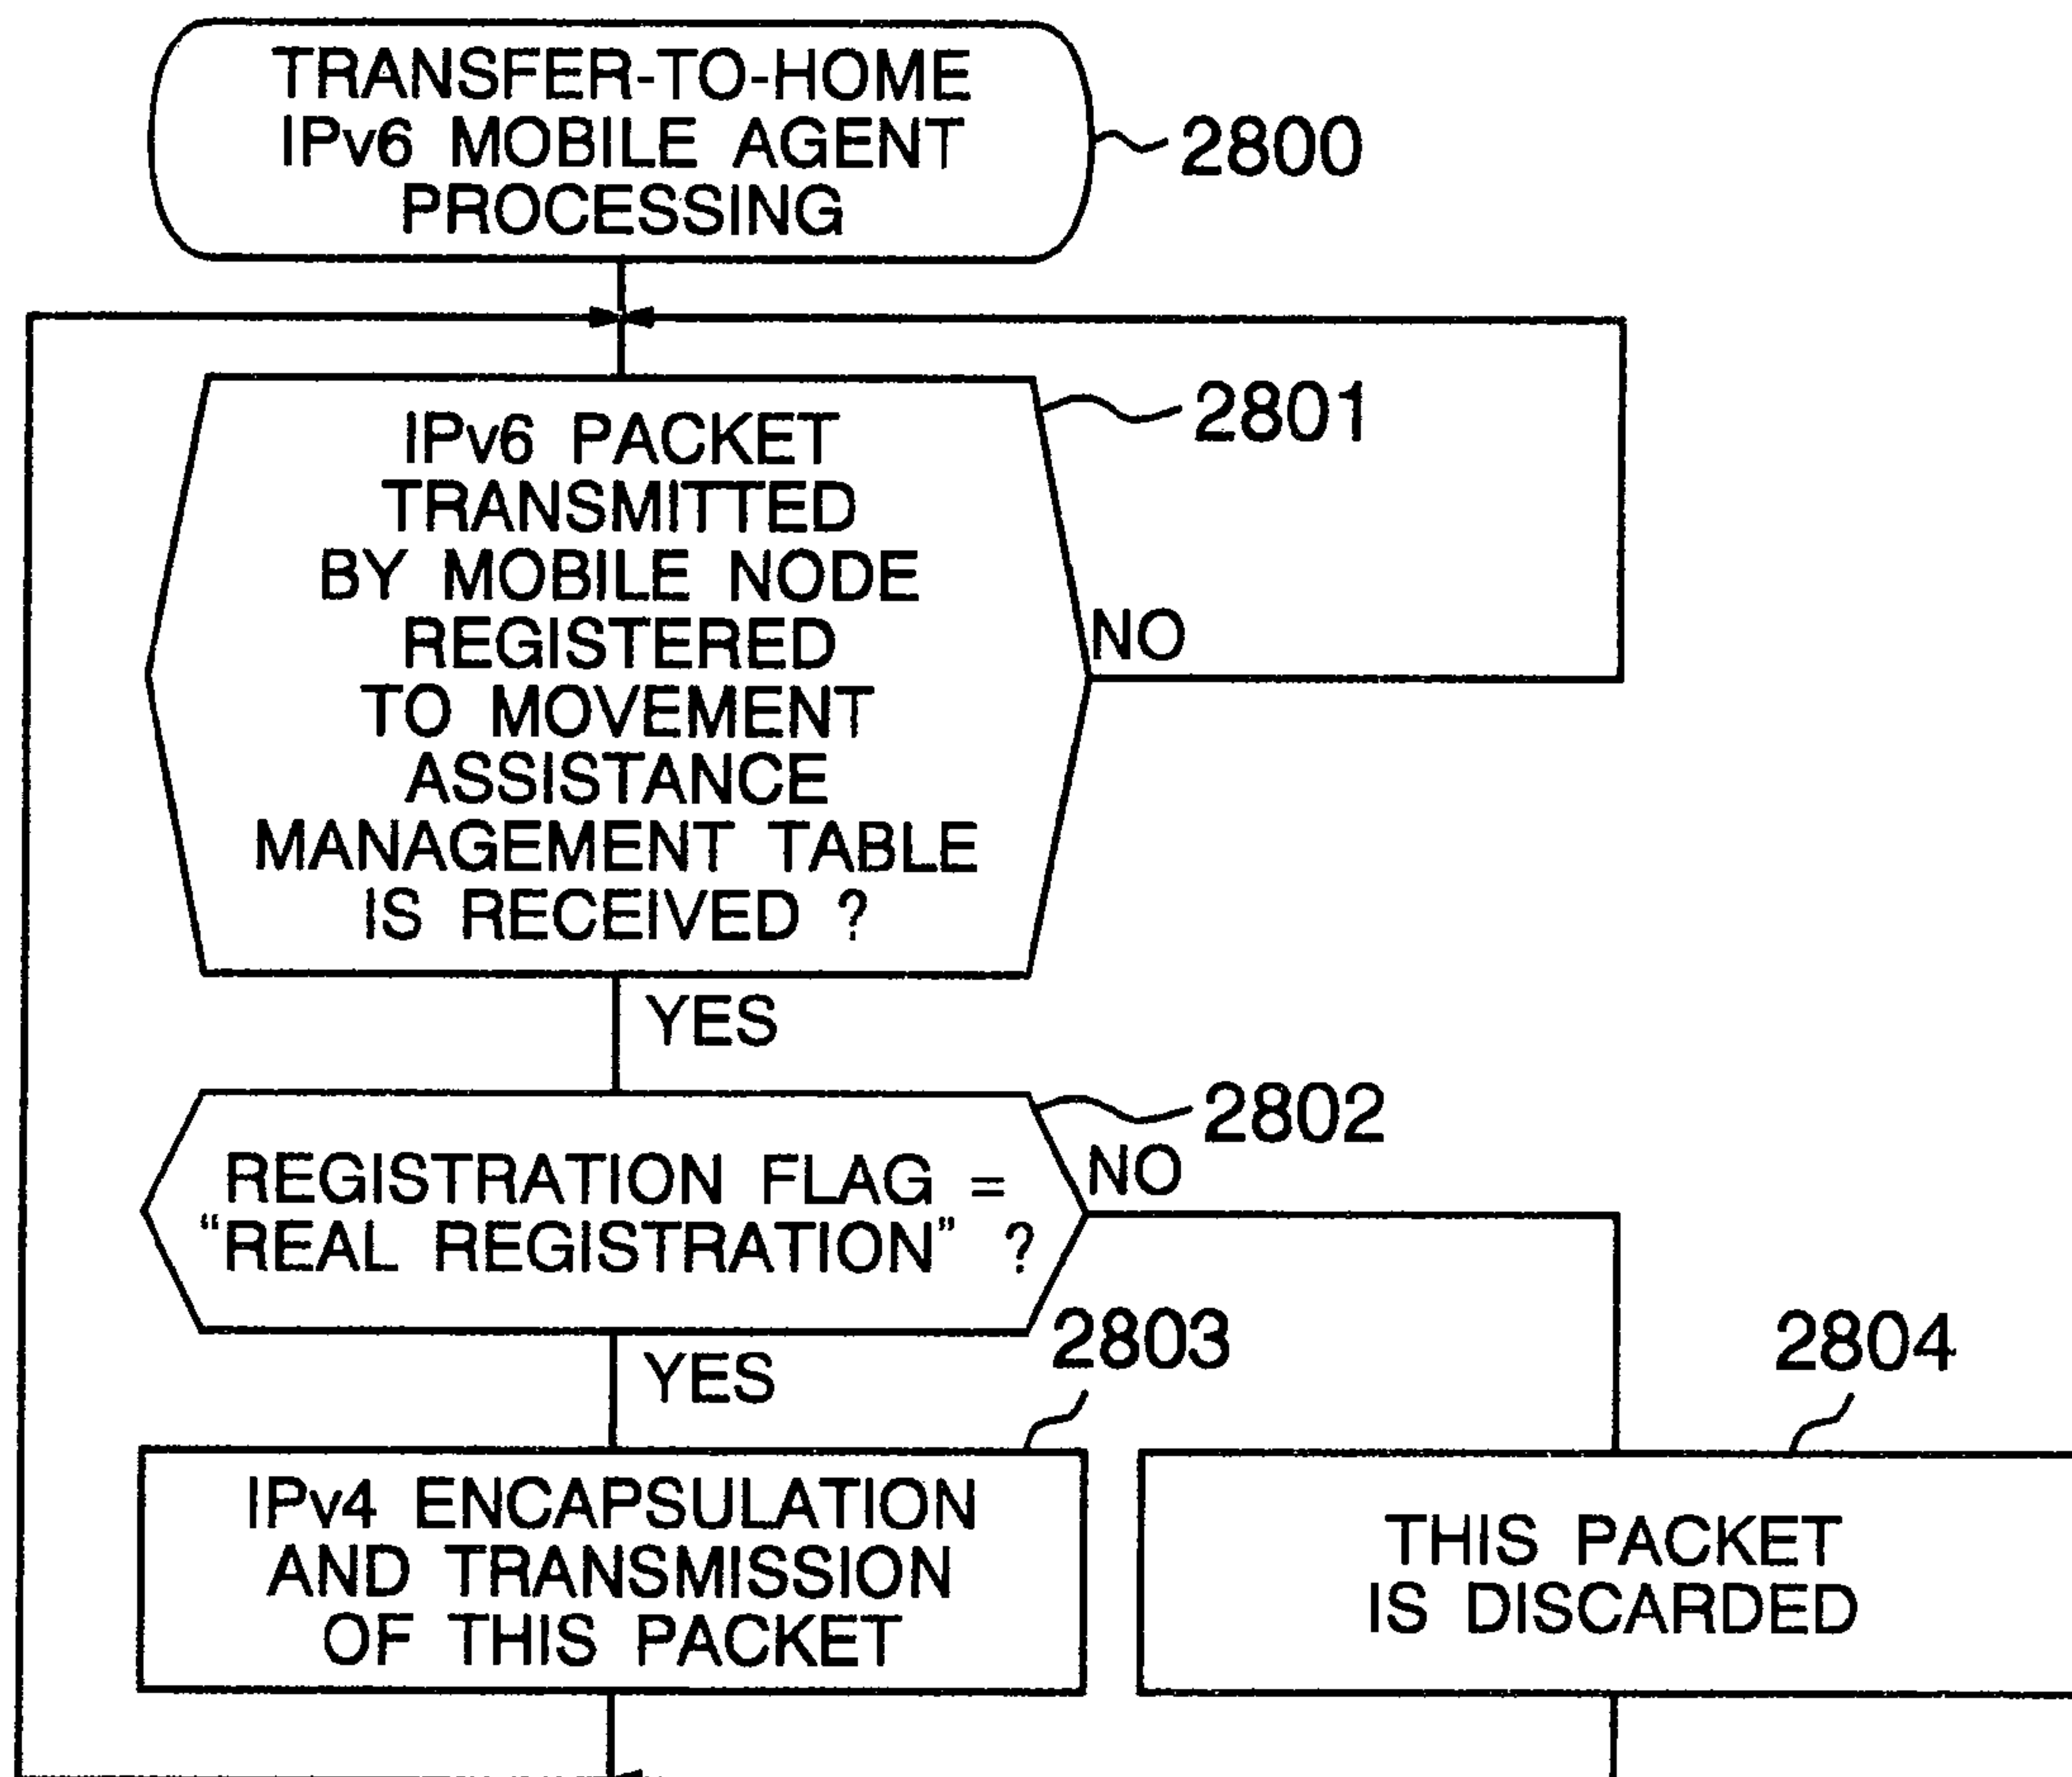 TRANSFER-TO-HOME
IPv6 MOBILE AGENT
PROCESSING
2800
2801
IPv6 PACKET
TRANSMITTED
BY MOBILE NODE
REGISTERED
TO MOVEMENT
ASSISTANCE
MANAGEMENT TABLE
IS RECEIVED ?
NO
YES
2802
REGISTRATION FLAG =
“REAL REGISTRATION” ?
NO
YES
2803
IPv4 ENCAPSULATION
AND TRANSMISSION
OF THIS PACKET
2804
THIS PACKET
IS DISCARDED